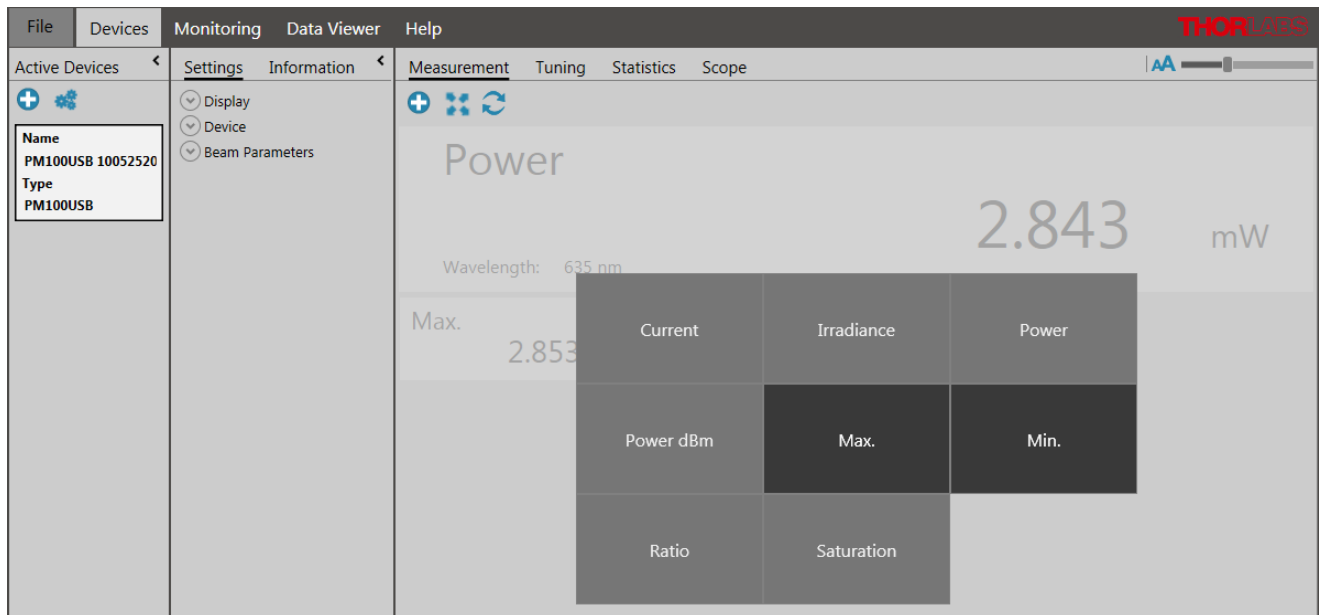 File Devices Monitoring Data Viewer Help THORLABS
Active Devices Settings Information Measurement Tuning Statistics Scope AA
Name
PM100USB 10052520
Type
PM100USB
Display
Device
Beam Parameters
Power
2.843 mW
Wavelength: 635 nm
Max.
2.853
Current Irradiance Power
Power dBm Max. Min.
Ratio Saturation